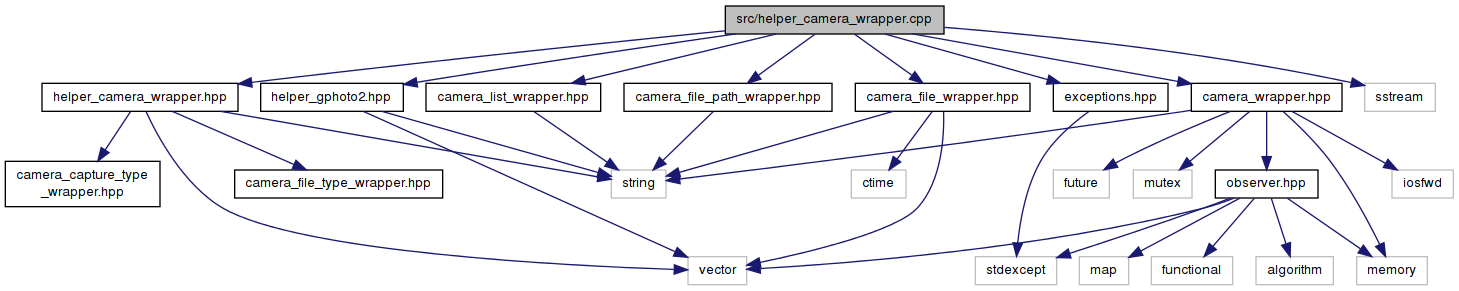 src/helper_camera_wrapper.cpp
helper_camera_wrapper.hpp
helper_gphoto2.hpp
camera_list_wrapper.hpp
camera_file_path_wrapper.hpp
camera_file_wrapper.hpp
exceptions.hpp
camera_wrapper.hpp
sstream
camera_capture_type
_wrapper.hpp
camera_file_type_wrapper.hpp
string
ctime
future
mutex
observer.hpp
iosfwd
vector
stdexcept
map
functional
algorithm
memory